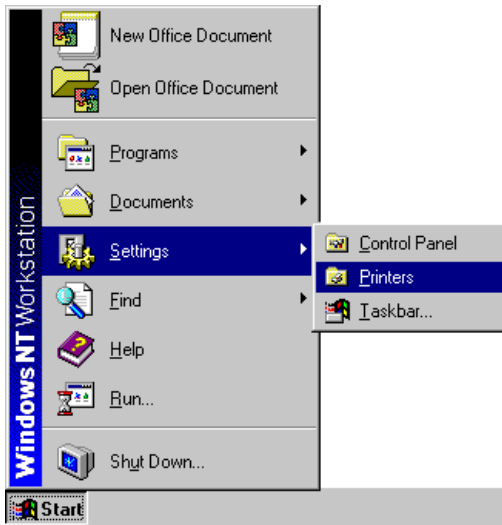 New Office Document
Open Office Document
Programs
Documents
Settings
Control Panel
Printers
Taskbar...
Find
Help
Run...
Shut Down...
Windows NT Workstation
Start